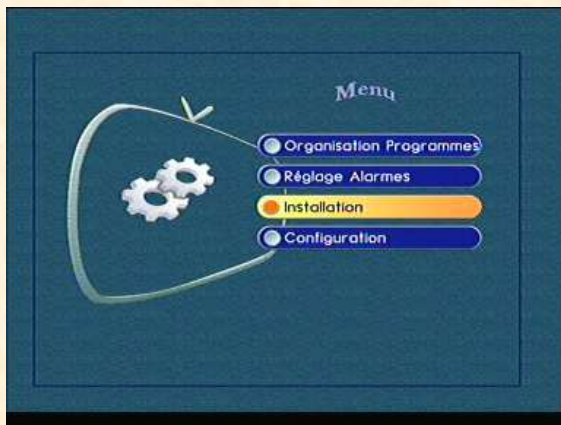 Menu
Organisation Programmes
Réglage Alarmes
Installation
Configuration